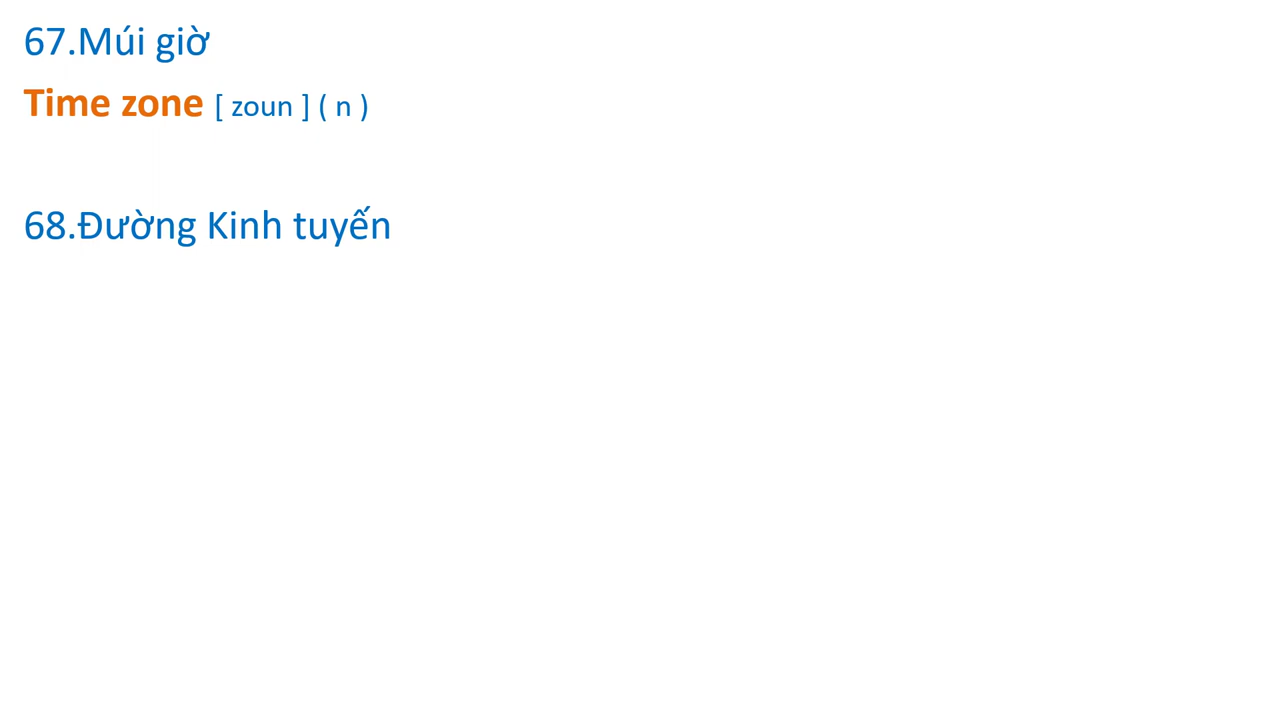 67.Múi giờ
Time zone [ zoun ] ( n )
68.Đường Kinh tuyến